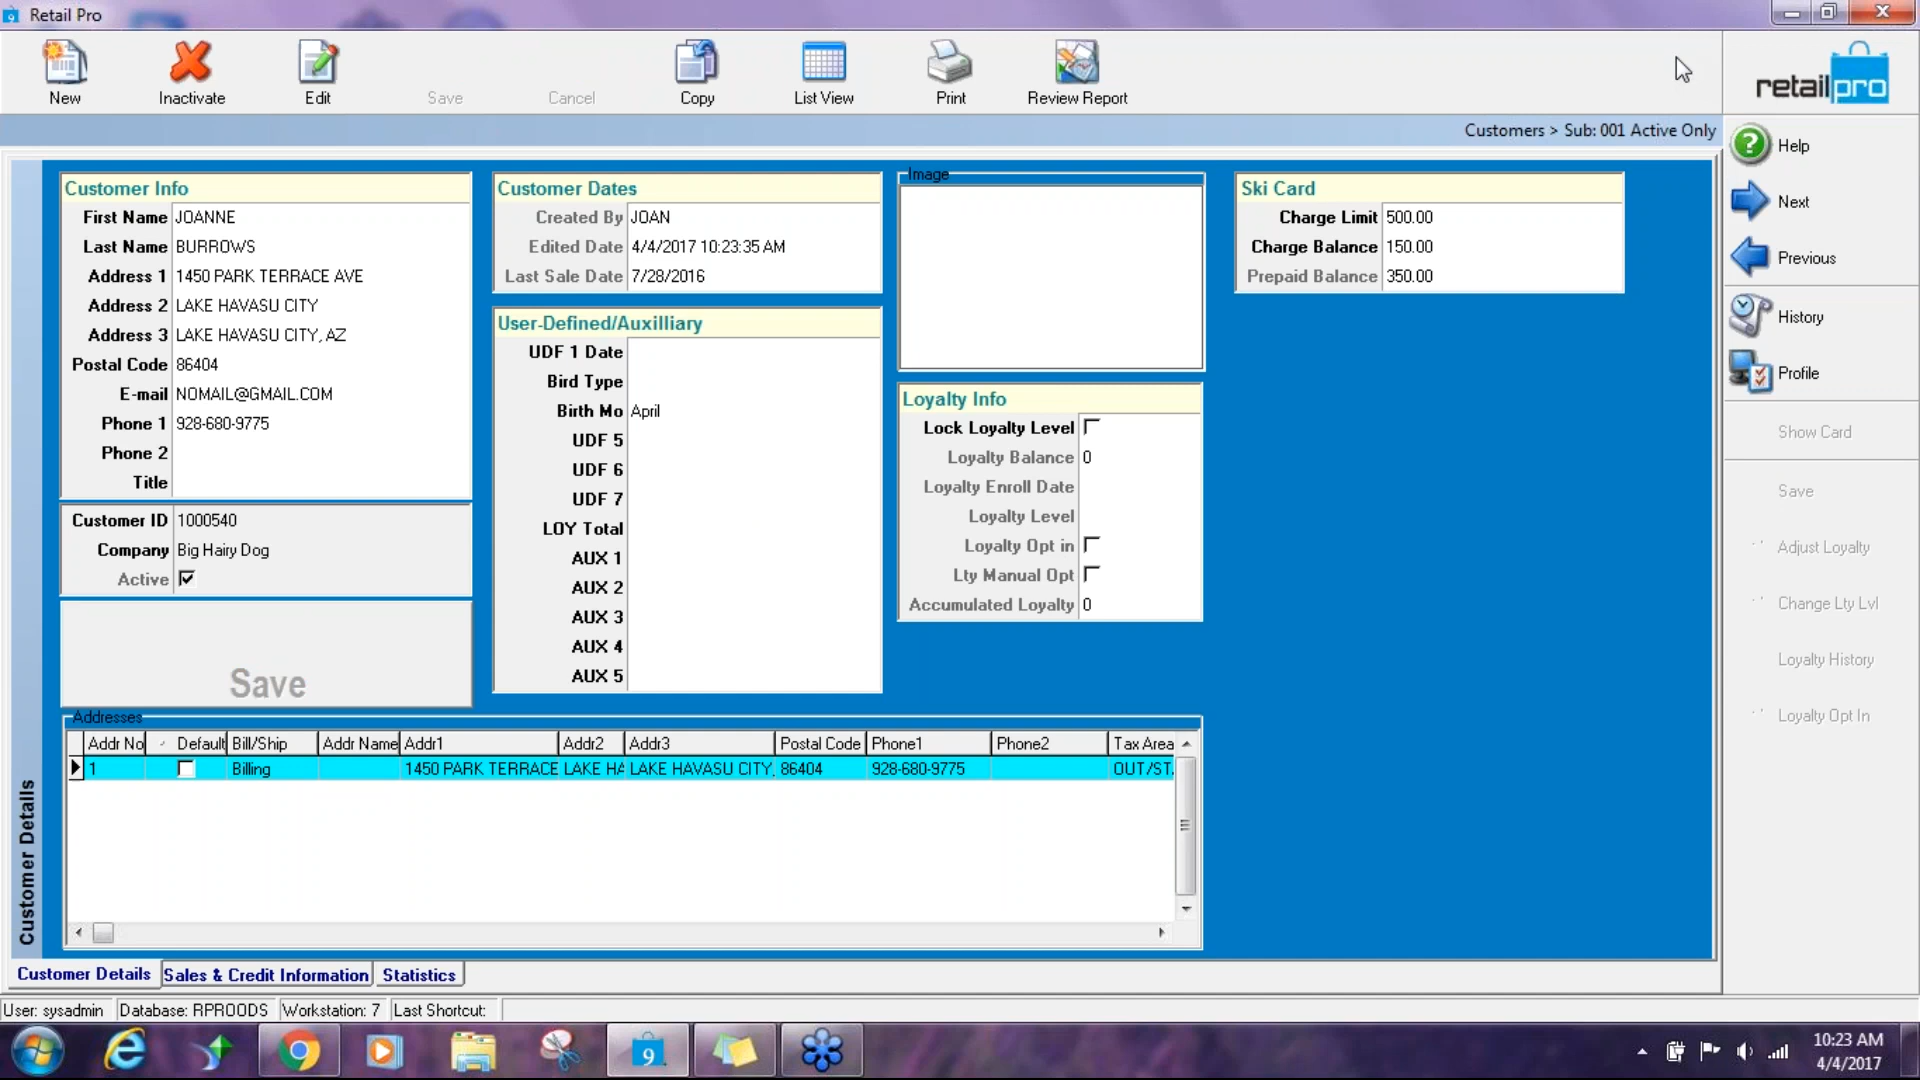 Retail Pro
New
Inactivate
Edit
Save
Cancel
Copy
List View
Print
Review Report
retailpro
Customers > Sub: 001 Active Only
Customer Info
First Name JOANNE
Last Name BURROWS
Address 1 1450 PARK TERRACE AVE
Address 2 LAKE HAVASU CITY
Address 3 LAKE HAVASU CITY, AZ
Postal Code 86404
E-mail NOMAIL@GMAIL.COM
Phone 1 928-680-9775
Phone 2
Title
Customer ID 1000540
Company Big Hairy Dog
Active
Save
Customer Dates
Created By JOAN
Edited Date 4/4/2017 10:23:35 AM
Last Sale Date 7/28/2016
User-Defined/Auxilliary
UDF 1 Date
Bird Type
Birth Mo April
UDF 5
UDF 6
UDF 7
LOY Total
AUX 1
AUX 2
AUX 3
AUX 4
AUX 5
Image
Loyalty Info
Lock Loyalty Level
Loyalty Balance 0
Loyalty Enroll Date
Loyalty Level
Loyalty Opt in
Lty Manual Opt
Accumulated Loyalty 0
Ski Card
Charge Limit 500.00
Charge Balance 150.00
Prepaid Balance 350.00
Help
Next
Previous
History
Profile
Show Card
Save
Adjust Loyalty
Change Lty Lvl
Loyalty History
Loyalty Opt In
Addresses
Addr No Default Bill/Ship Addr Name Addr1 Addr2 Addr3 Postal Code Phone1 Phone2 Tax Area
1 Billing 1450 PARK TERRACE LAKE HA LAKE HAVASU CITY, 86404 928-680-9775 OUT/ST.
Customer Details
Customer Details Sales & Credit Information Statistics
User: sysadmin Database: RPROODS Workstation: 7 Last Shortcut:
9
10:23 AM
4/4/2017